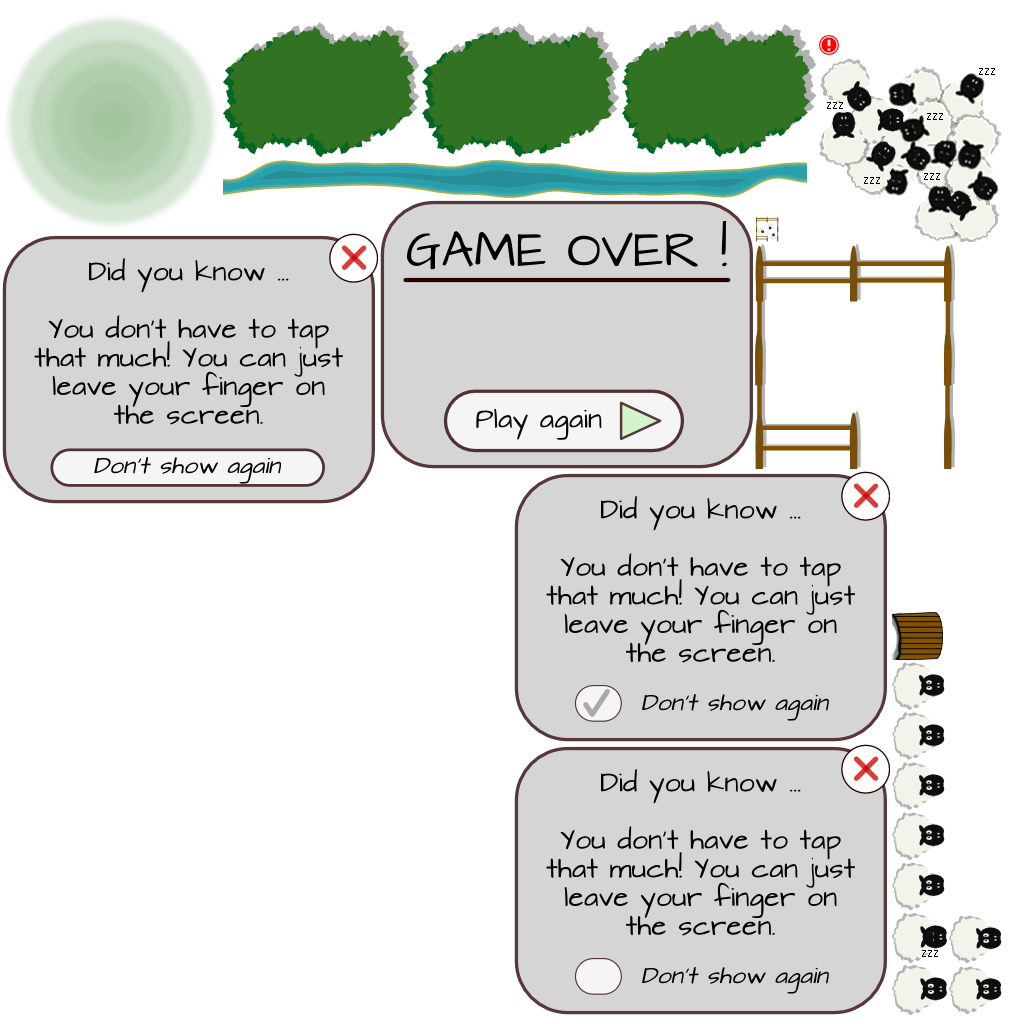 !
zzz
zzz
zzz
zzz
zzz
GAME OVER !
Play again
Did you know ...
You don't have to tap
that much! You can just
leave your finger on
the screen.
Don't show again
Did you know ...
You don't have to tap
that much! You can just
leave your finger on
the screen.
Don't show again
Did you know ...
You don't have to tap
that much! You can just
leave your finger on
the screen.
Don't show again
zzz